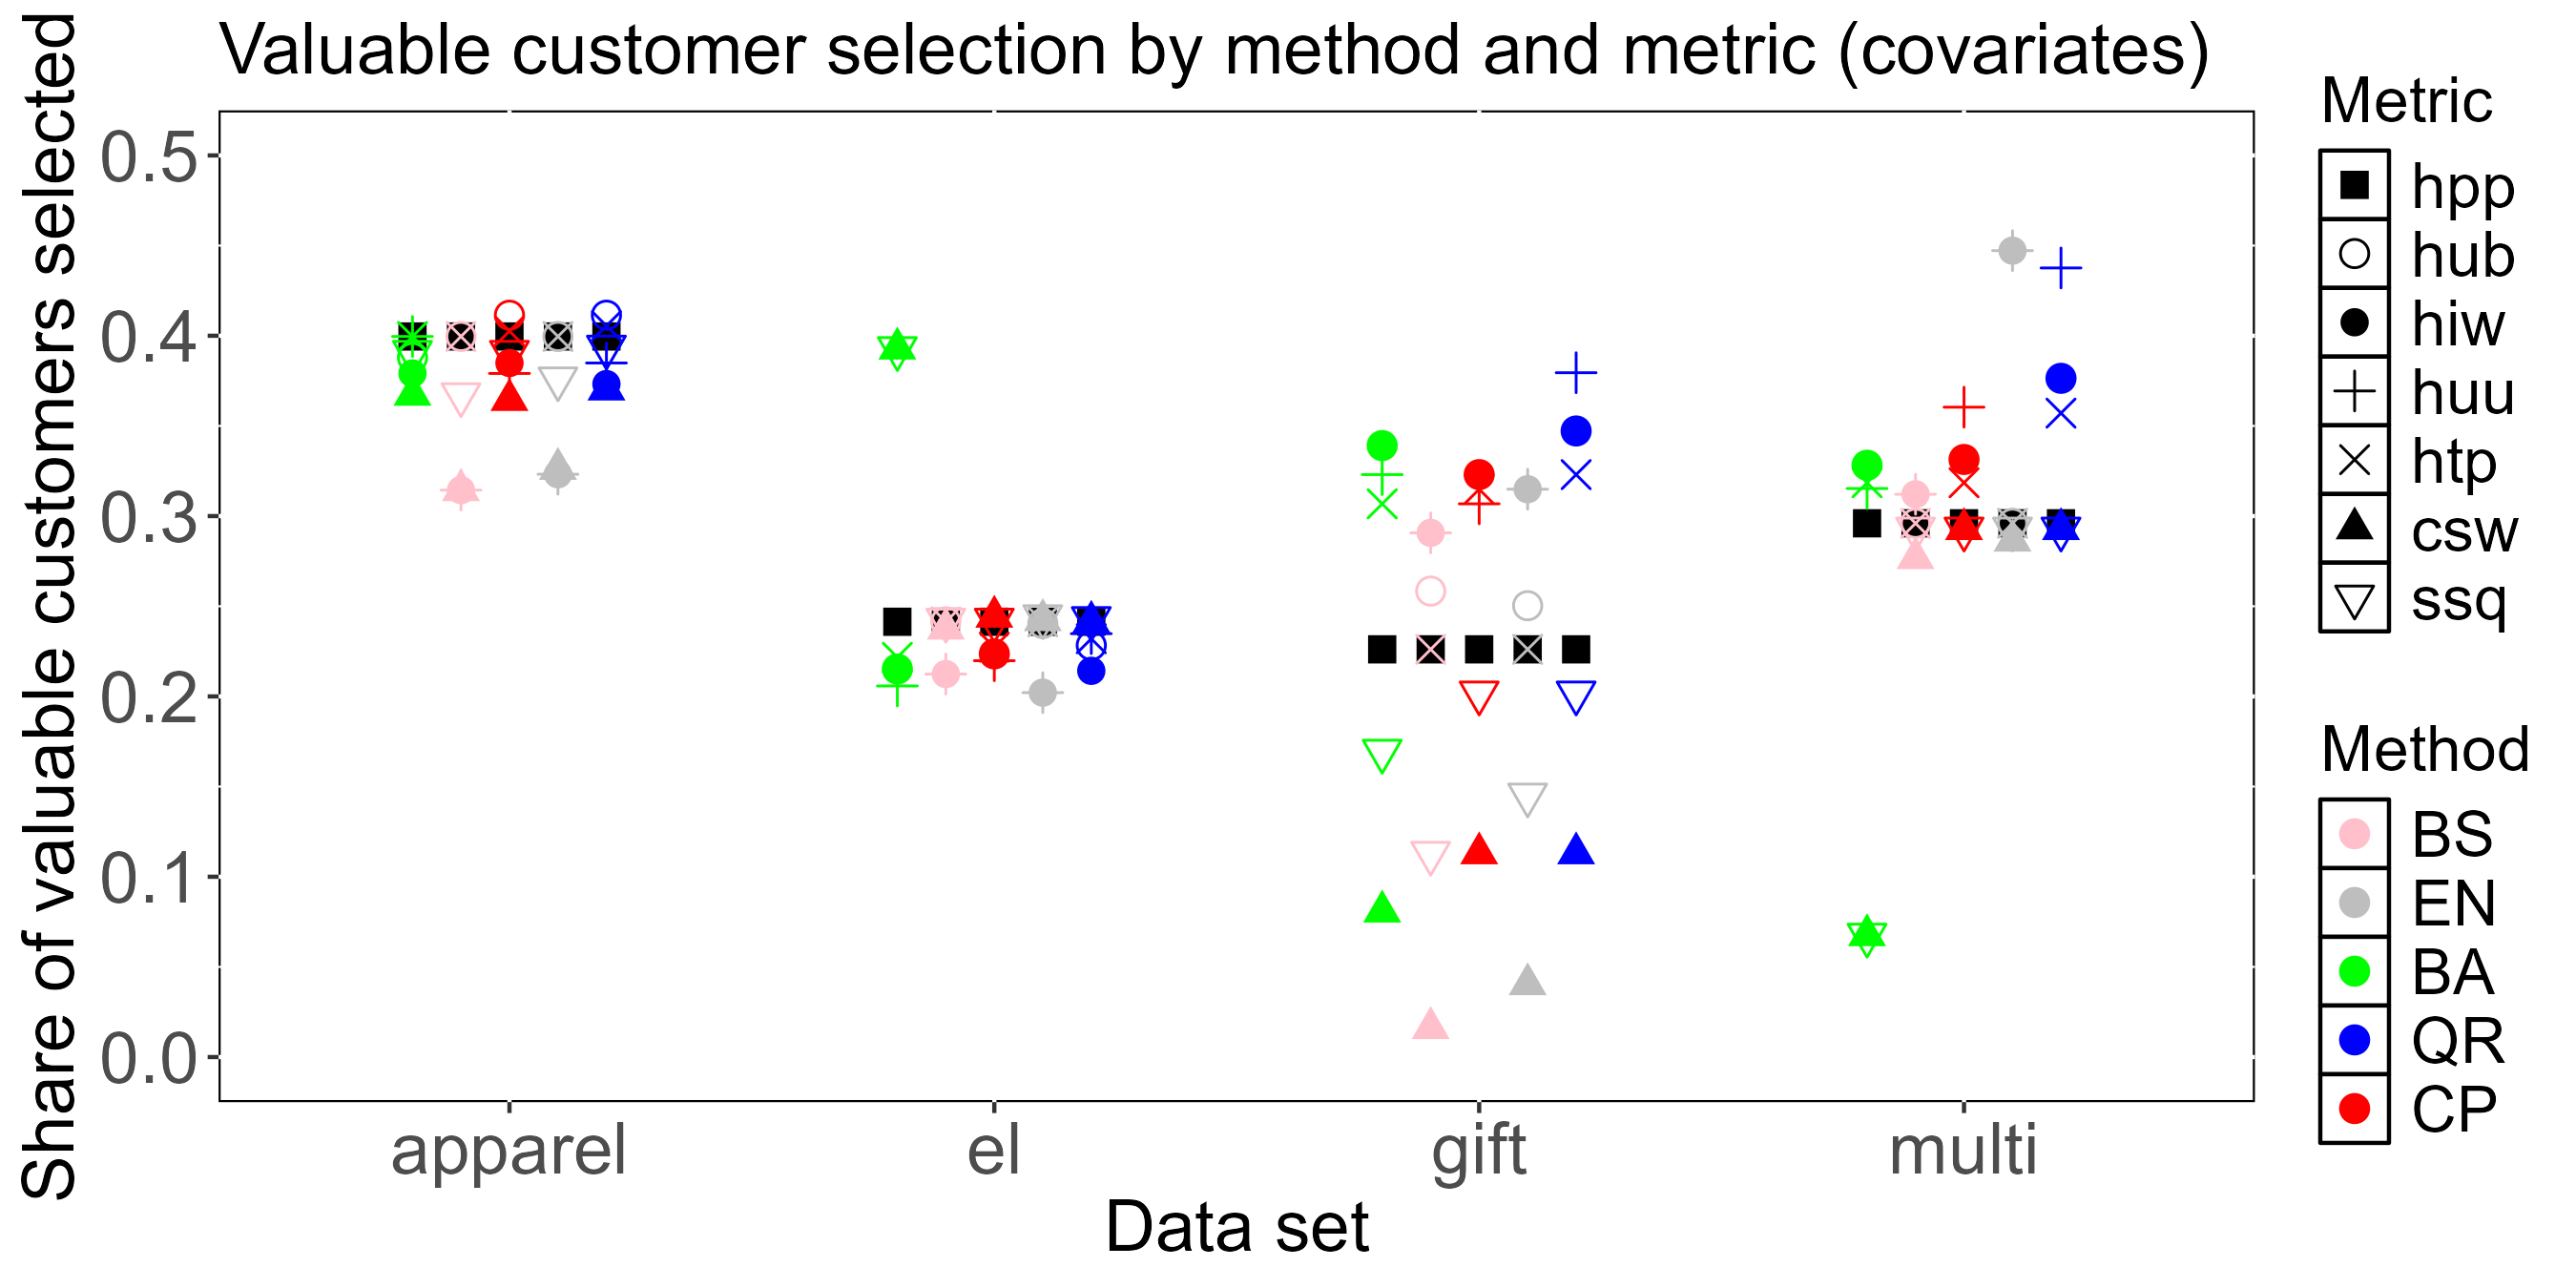 Valuable customer selection by method and metric (covariates)
Share of valuable customers selected
0.5
0.4
0.3
0.2
0.1
0.0
apparel
el
gift
multi
Data set
Metric
hpp
hub
hiw
huu
htp
csw
ssq
Method
BS
EN
BA
QR
CP